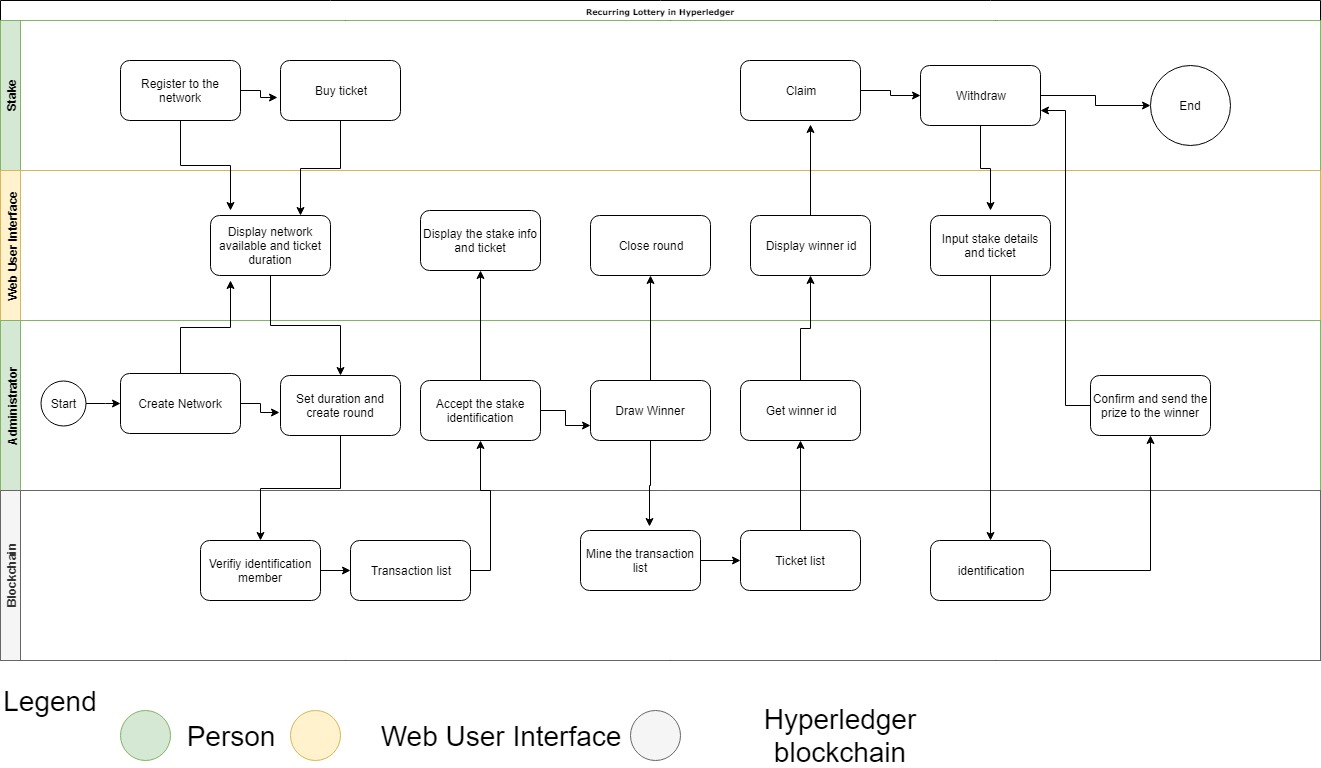 Recurring Lottery in Hyperledger
Stake
Register to the
network
Buy ticket
Claim
Withdraw
End
Web User Interface
Display network
available and ticket
duration
Display the stake info
and ticket
Close round
Display winner id
Input stake details
and ticket
Administrator
Start
Create Network
Set duration and
create round
Accept the stake
identification
Draw Winner
Get winner id
Confirm and send the
prize to the winner
Blockchain
Verifiy identification
member
Transaction list
Mine the transaction
list
Ticket list
identification
Legend
Person
Web User Interface
Hyperledger
blockchain